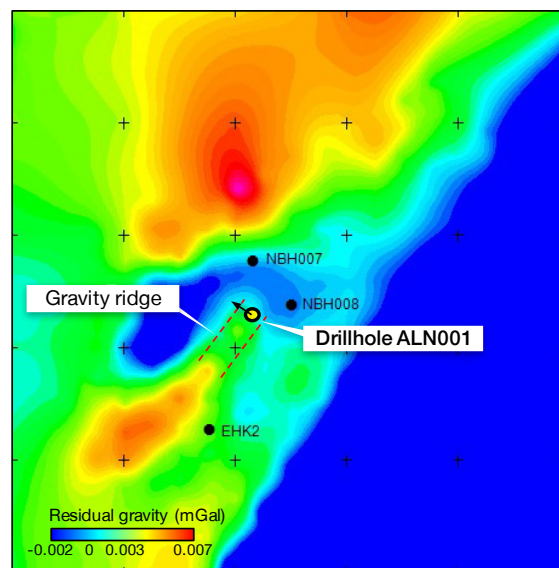 NBH007
Gravity ridge
NBH008
Drillhole ALN001
EHK2
Residual gravity (mGal)
-0.002 0 0.003 0.007